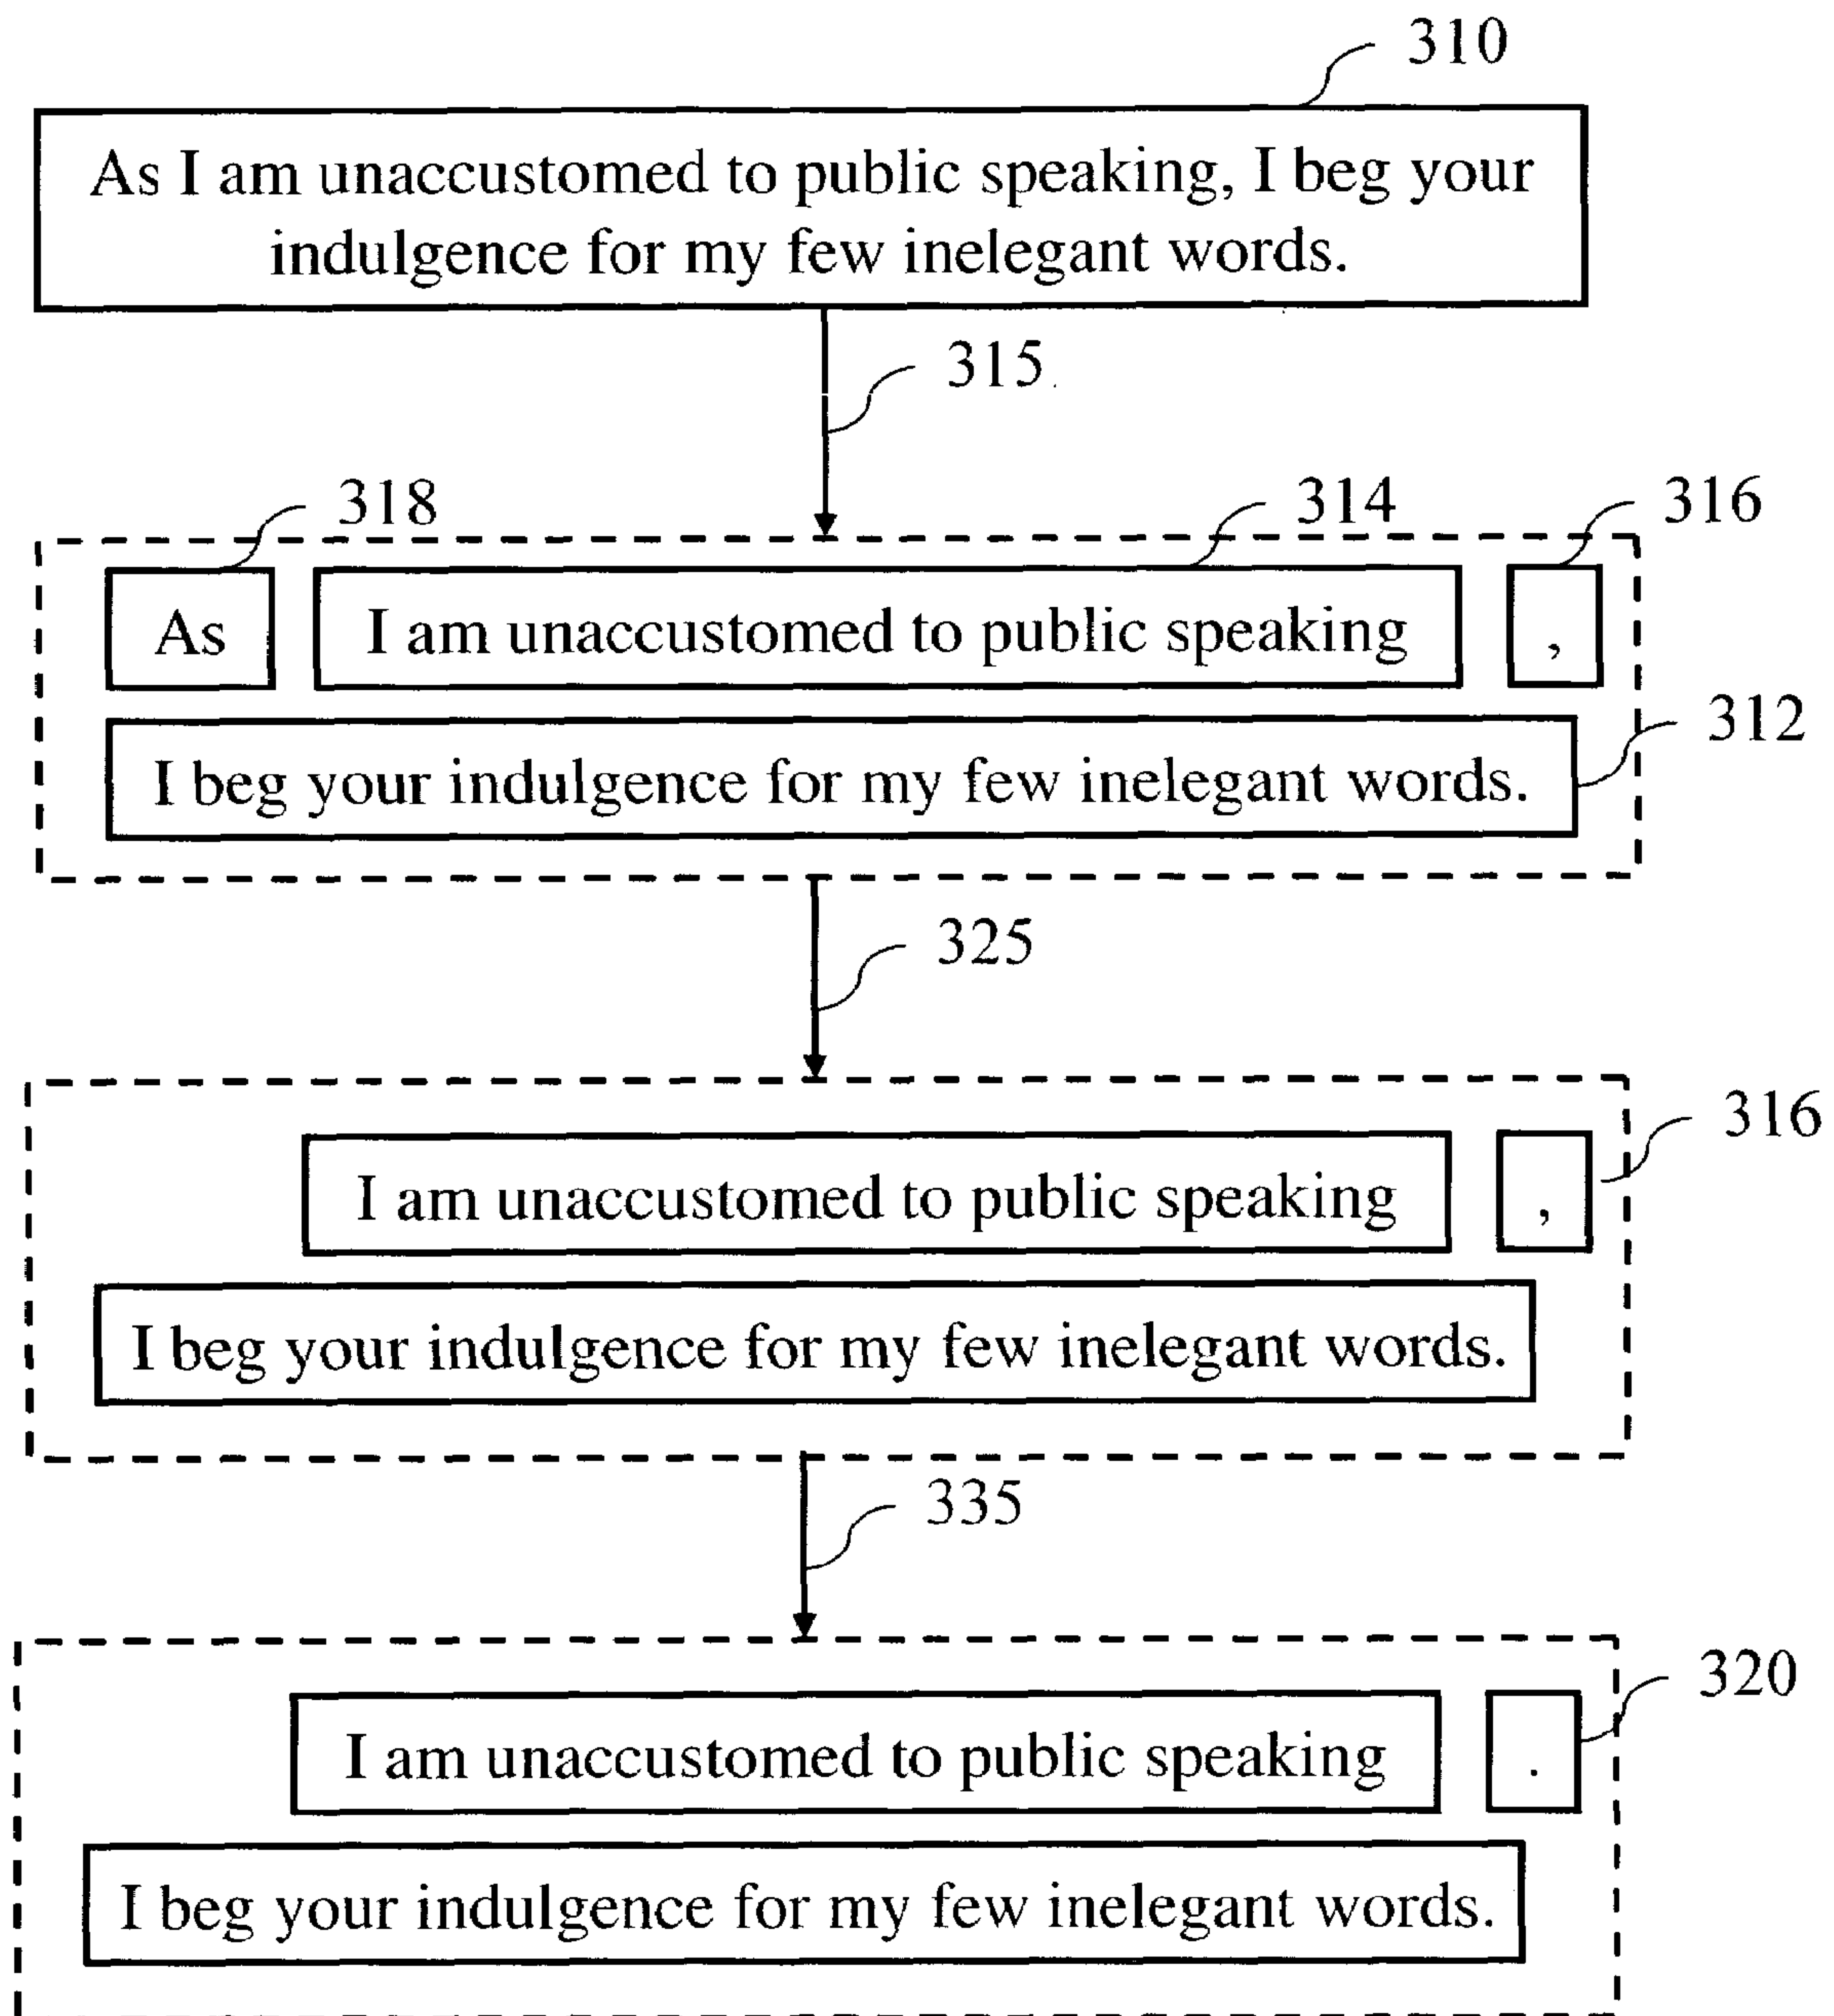 310
As I am unaccustomed to public speaking, I beg your
indulgence for my few inelegant words.
315
318 314 316
As I am unaccustomed to public speaking ,
312
I beg your indulgence for my few inelegant words.
325
316
I am unaccustomed to public speaking ,
I beg your indulgence for my few inelegant words.
335
320
I am unaccustomed to public speaking .
I beg your indulgence for my few inelegant words.